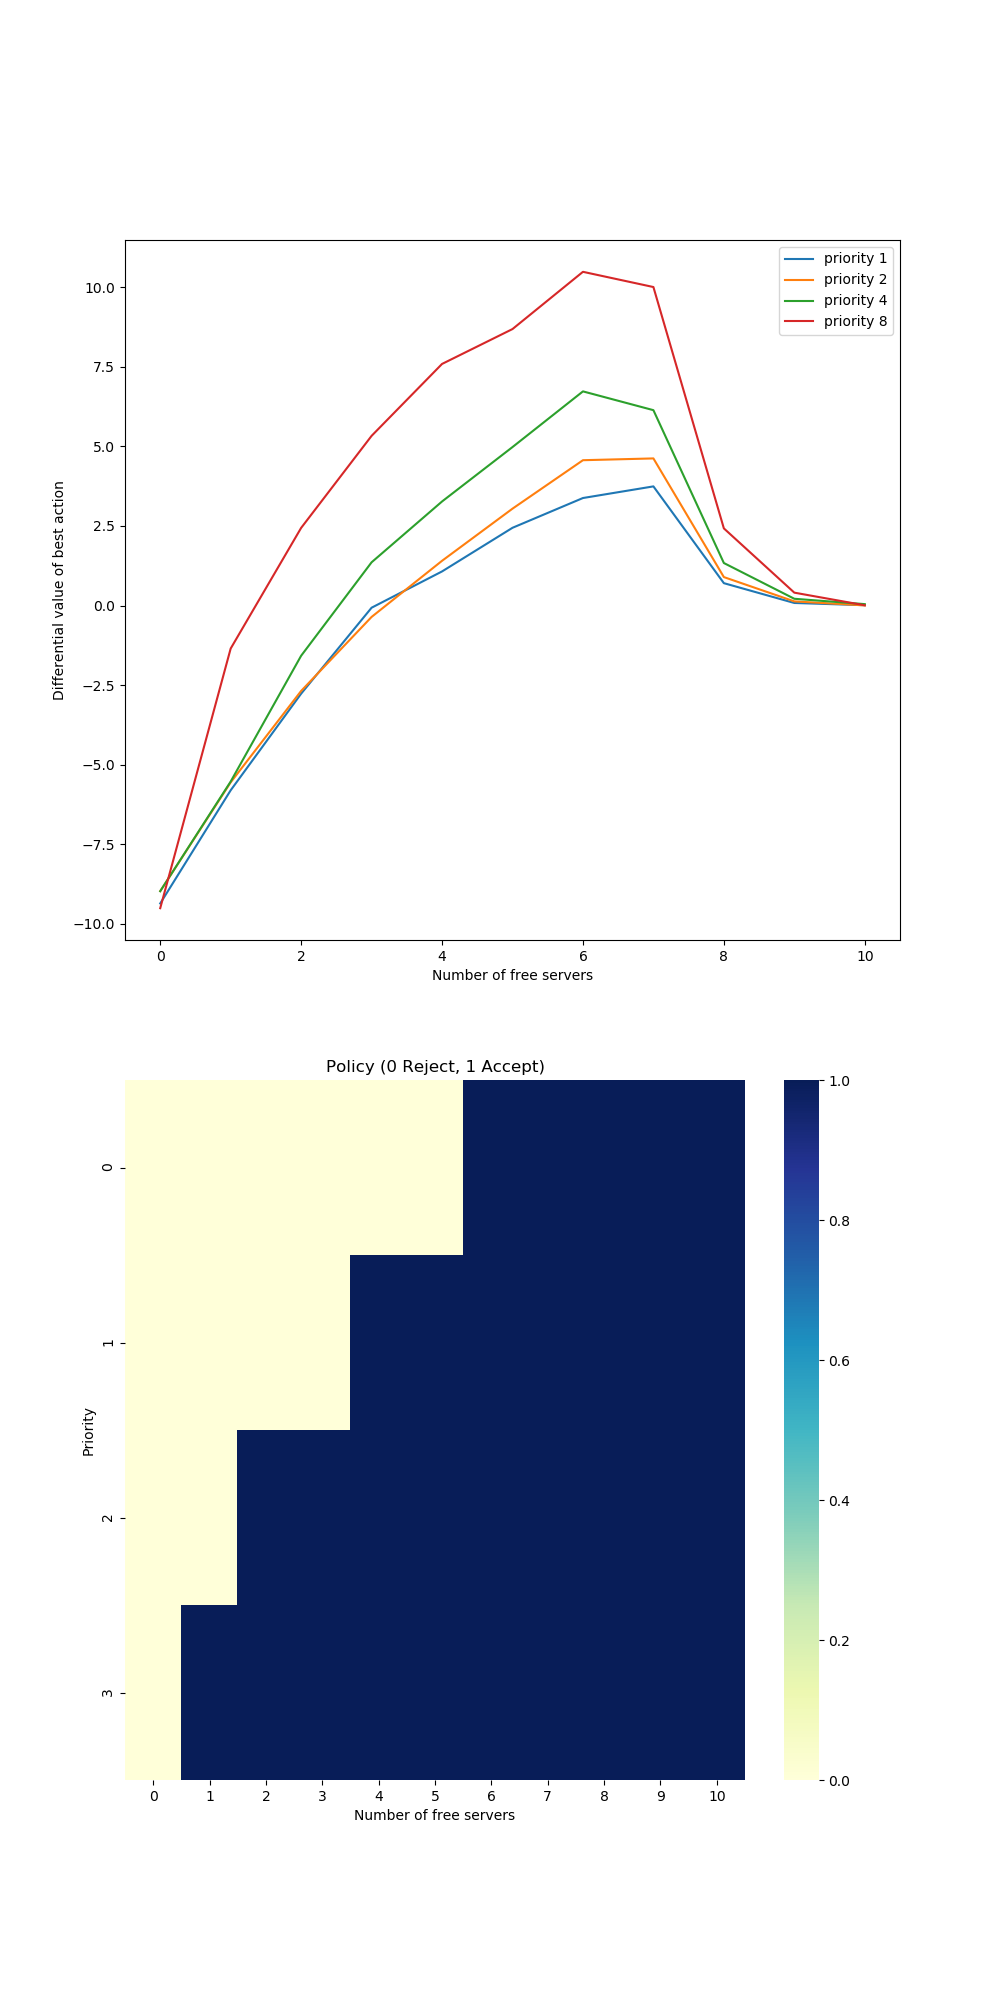 priority 1
priority 2
priority 4
priority 8
10.0
7.5
5.0
2.5
0.0
−2.5
−5.0
−7.5
−10.0
Differential value of best action
0 2 4 6 8 10
Number of free servers
Policy (0 Reject, 1 Accept)
0
1
2
3
Priority
0 1 2 3 4 5 6 7 8 9 10
Number of free servers
1.0
0.8
0.6
0.4
0.2
0.0